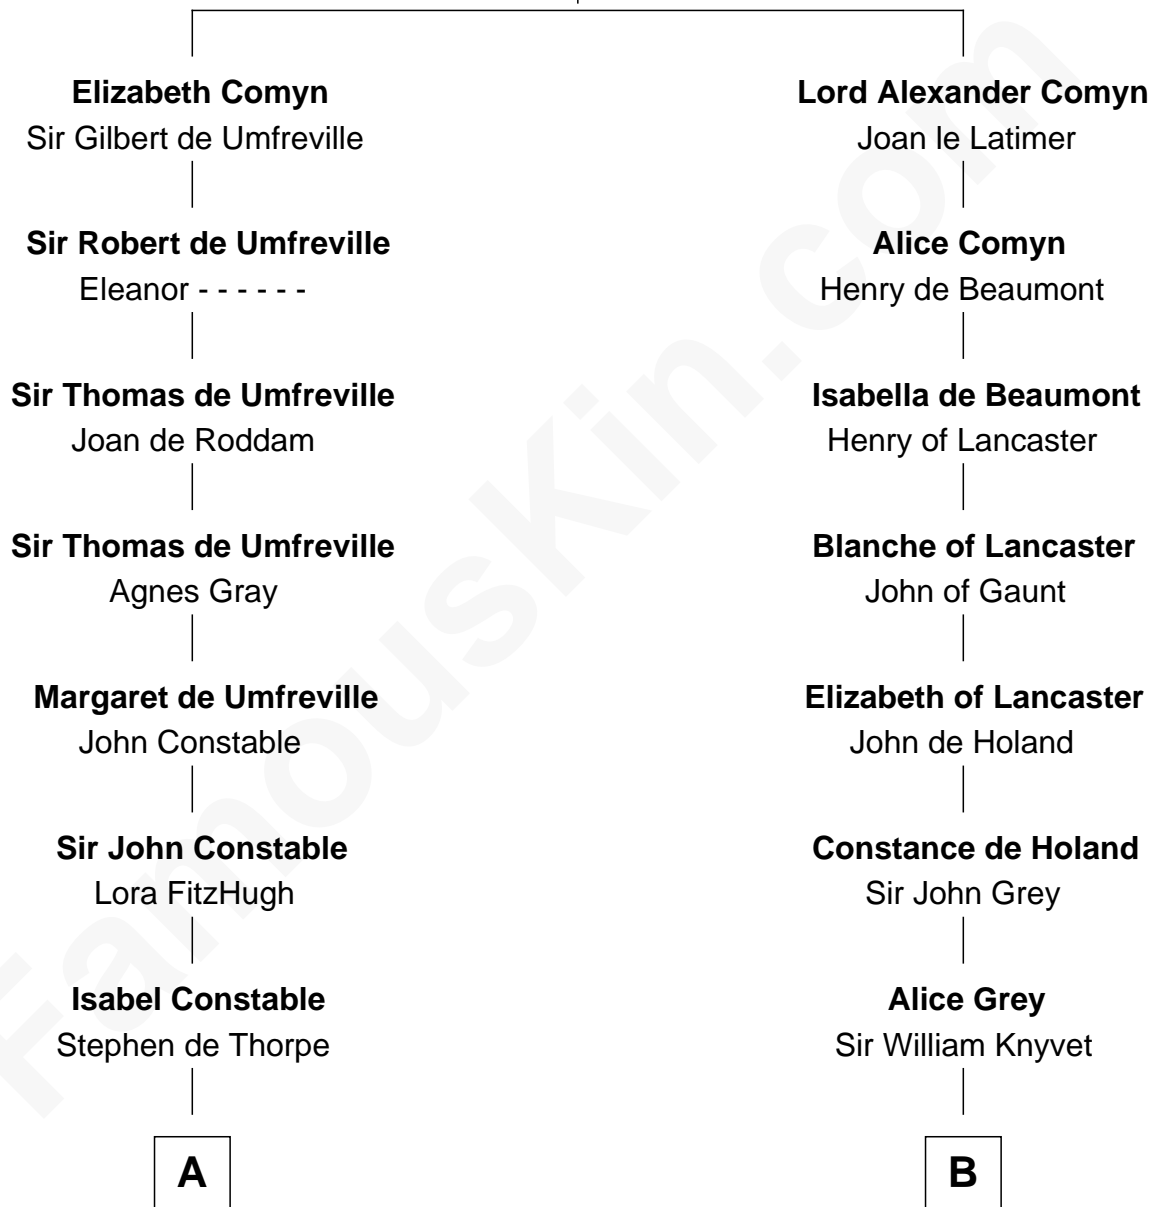 Elizabeth Comyn
Sir Gilbert de Umfreville
Sir Robert de Umfreville
Eleanor - - - - - -
Sir Thomas de Umfreville
Joan de Roddam
Sir Thomas de Umfreville
Agnes Gray
Margaret de Umfreville
John Constable
Sir John Constable
Lora FitzHugh
Isabel Constable
Stephen de Thorpe
A
Lord Alexander Comyn
Joan le Latimer
Alice Comyn
Henry de Beaumont
Isabella de Beaumont
Henry of Lancaster
Blanche of Lancaster
John of Gaunt
Elizabeth of Lancaster
John de Holand
Constance de Holand
Sir John Grey
Alice Grey
Sir William Knyvet
B
FamousKin.com